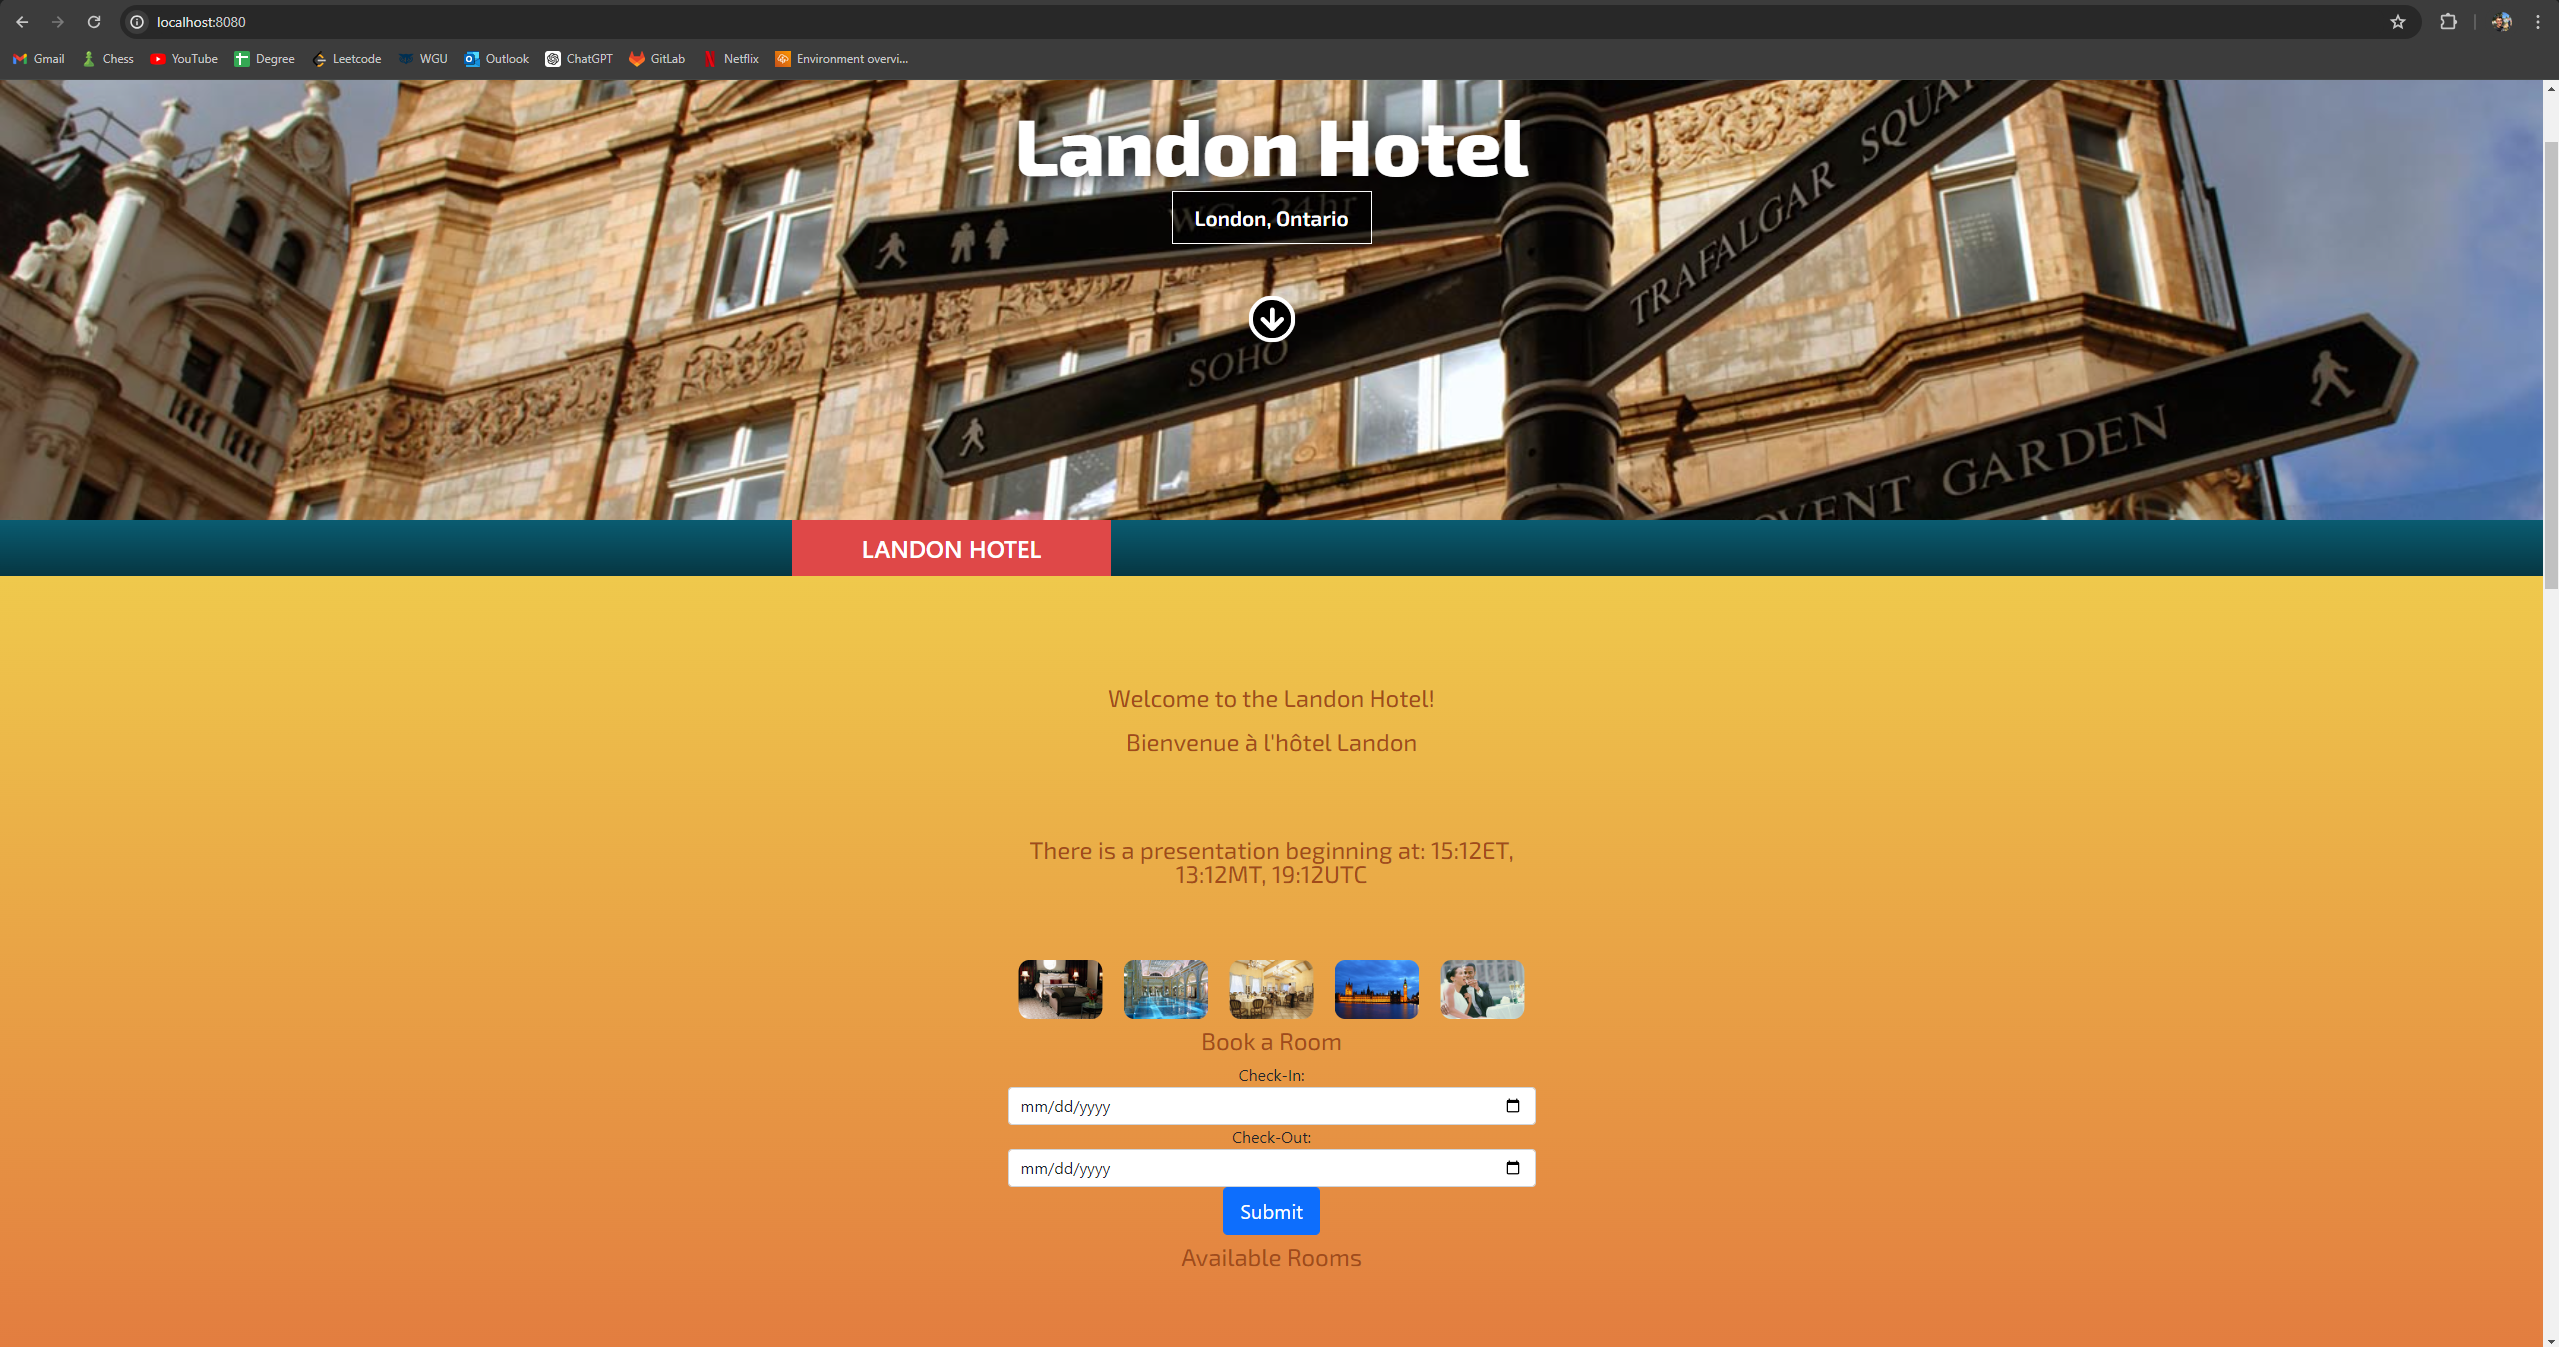 localhost:8080
Gmail Chess YouTube Degree Leetcode WGU Outlook ChatGPT GitLab Netflix Environment overvi...
Landon Hotel
WC 24hr
London, Ontario
TRAFALGAR SQUA
SOHO
VENT GARDEN
LANDON HOTEL
Welcome to the Landon Hotel!
Bienvenue à l'hôtel Landon
There is a presentation beginning at: 15:12ET,
13:12MT, 19:12UTC
Book a Room
Check-In:
mm/dd/yyyy
Check-Out:
mm/dd/yyyy
Submit
Available Rooms